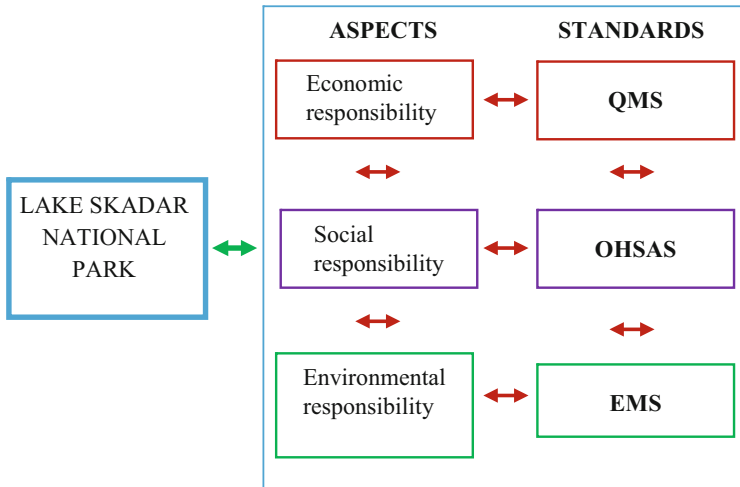 ASPECTS
STANDARDS
Economic
responsibility
QMS
LAKE SKADAR
NATIONAL
PARK
Social
responsibility
OHSAS
Environmental
responsibility
EMS